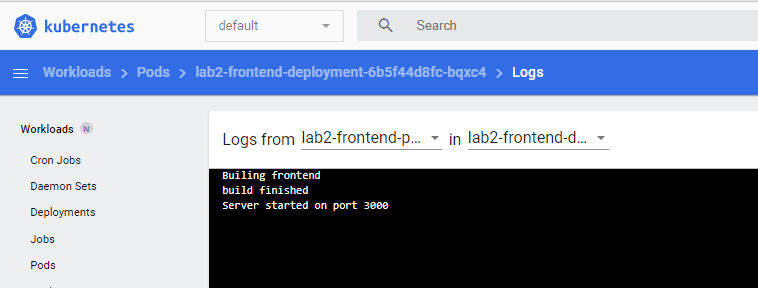 kubernetes
default
Search
Workloads > Pods > lab2-frontend-deployment-6b5f44d8fc-bqxc4 > Logs
Workloads N
Cron Jobs
Daemon Sets
Deployments
Jobs
Pods
Logs from lab2-frontend-p... in lab2-frontend-d...
Builing frontend
build finished
Server started on port 3000